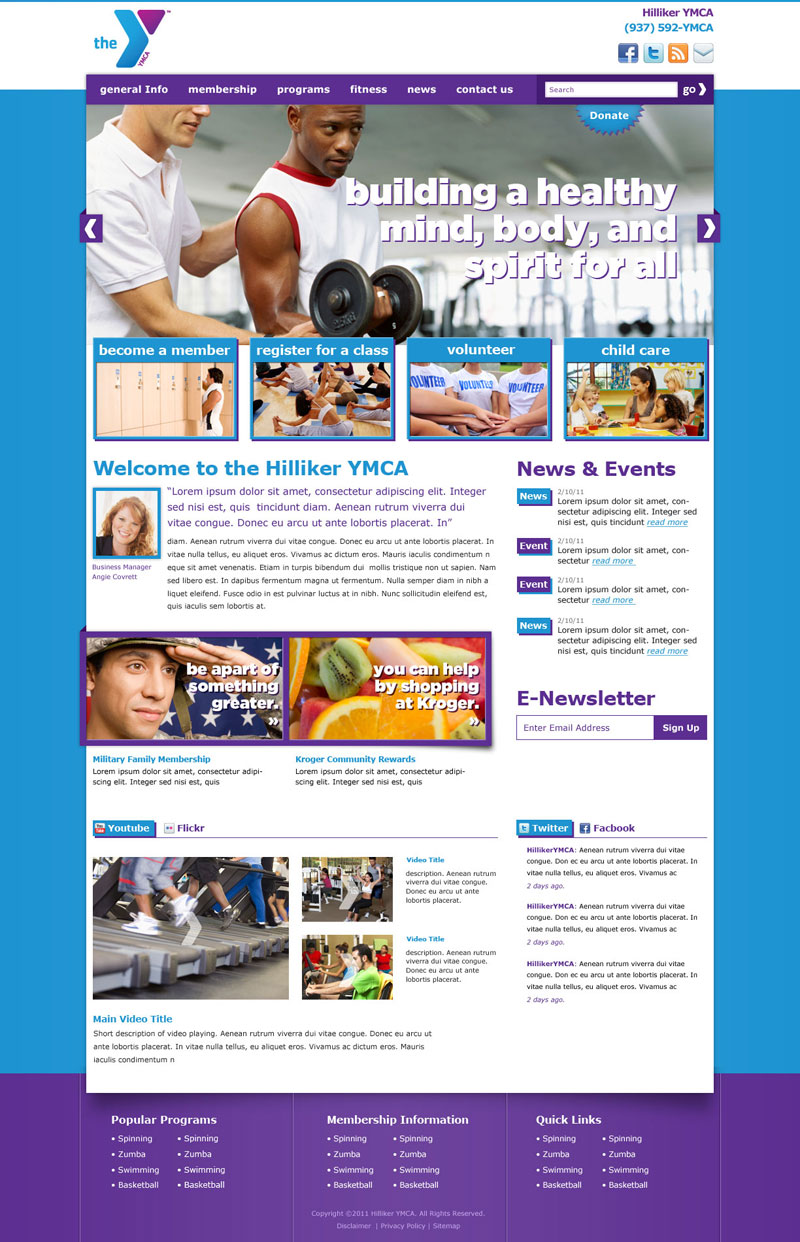 the
YMCA
TM
Hilliker YMCA
(937) 592-YMCA
general Info membership programs fitness news contact us
Search
go
Donate
building a healthy
mind, body, and
spirit for all
become a member
register for a class
volunteer
child care
VOLUNTEER
VOLUNTEER
VOLUNTEER
Welcome to the Hilliker YMCA
"Lorem ipsum dolor sit amet, consectetur adipiscing elit. Integer
sed nisi est, quis tincidunt diam. Aenean rutrum viverra dui
vitae congue. Donec eu arcu ut ante lobortis placerat. In"
Business Manager
Angie Covrett
diam. Aenean rutrum viverra dui vitae congue. Donec eu arcu ut ante lobortis placerat. In
vitae nulla tellus, eu aliquet eros. Vivamus ac dictum eros. Mauris iaculis condimentum n
eque sit amet venenatis. Etiam in turpis bibendum dui mollis tristique non ut sapien. Nam
sed libero est. In dapibus fermentum magna ut fermentum. Nulla semper diam in nibh a
liquet eleifend. Fusce odio in est pulvinar luctus at in nibh. Nunc sollicitudin eleifend est,
quis iaculis sem lobortis at.
News & Events
News
2/10/11
Lorem ipsum dolor sit amet, con-
sectetur adipiscing elit. Integer sed
nisi est, quis tincidunt read more
Event
2/10/11
Lorem ipsum dolor sit amet, con-
sectetur read more
Event
2/10/11
Lorem ipsum dolor sit amet, con-
sectetur read more
News
2/10/11
Lorem ipsum dolor sit amet, con-
sectetur adipiscing elit. Integer sed
nisi est, quis tincidunt read more
be apart of
something
greater.
»
you can help
by shopping
at Kroger.
»
Military Family Membership
Lorem ipsum dolor sit amet, consectetur adipi-
scing elit. Integer sed nisi est, quis
Kroger Community Rewards
Lorem ipsum dolor sit amet, consectetur adipi-
scing elit. Integer sed nisi est, quis
E-Newsletter
Enter Email Address
Sign Up
Youtube Flickr
Video Title
description. Aenean rutrum
viverra dui vitae congue.
Donec eu arcu ut ante
lobortis placerat.
Video Title
description. Aenean rutrum
viverra dui vitae congue.
Donec eu arcu ut ante
lobortis placerat.
Main Video Title
Short description of video playing. Aenean rutrum viverra dui vitae congue. Donec eu arcu ut
ante lobortis placerat. In vitae nulla tellus, eu aliquet eros. Vivamus ac dictum eros. Mauris
iaculis condimentum n
Twitter Facbook
HillikerYMCA: Aenean rutrum viverra dui vitae
congue. Don ec eu arcu ut ante lobortis placerat. In
vitae nulla tellus, eu aliquet eros. Vivamus ac
2 days ago.
HillikerYMCA: Aenean rutrum viverra dui vitae
congue. Don ec eu arcu ut ante lobortis placerat. In
vitae nulla tellus, eu aliquet eros. Vivamus ac
2 days ago.
HillikerYMCA: Aenean rutrum viverra dui vitae
congue. Don ec eu arcu ut ante lobortis placerat. In
vitae nulla tellus, eu aliquet eros. Vivamus ac
2 days ago.
Popular Programs
• Spinning • Spinning
• Zumba • Zumba
• Swimming • Swimming
• Basketball • Basketball
Membership Information
• Spinning • Spinning
• Zumba • Zumba
• Swimming • Swimming
• Basketball • Basketball
Quick Links
• Spinning • Spinning
• Zumba • Zumba
• Swimming • Swimming
• Basketball • Basketball
Copyright ©2011 Hilliker YMCA. All Rights Reserved.
Disclaimer | Privacy Policy | Sitemap